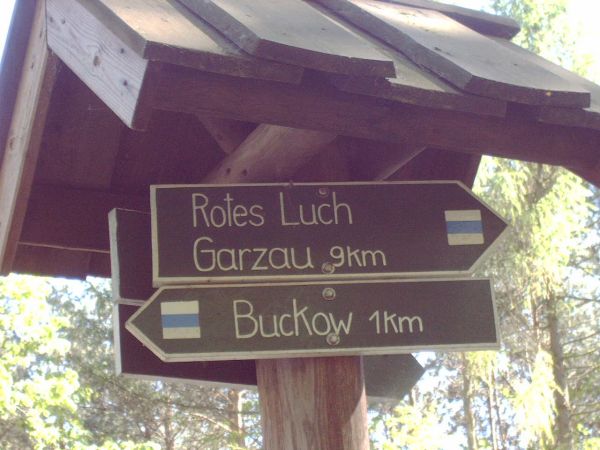 Rotes Luch
Garzau 9km
Buckow 1km